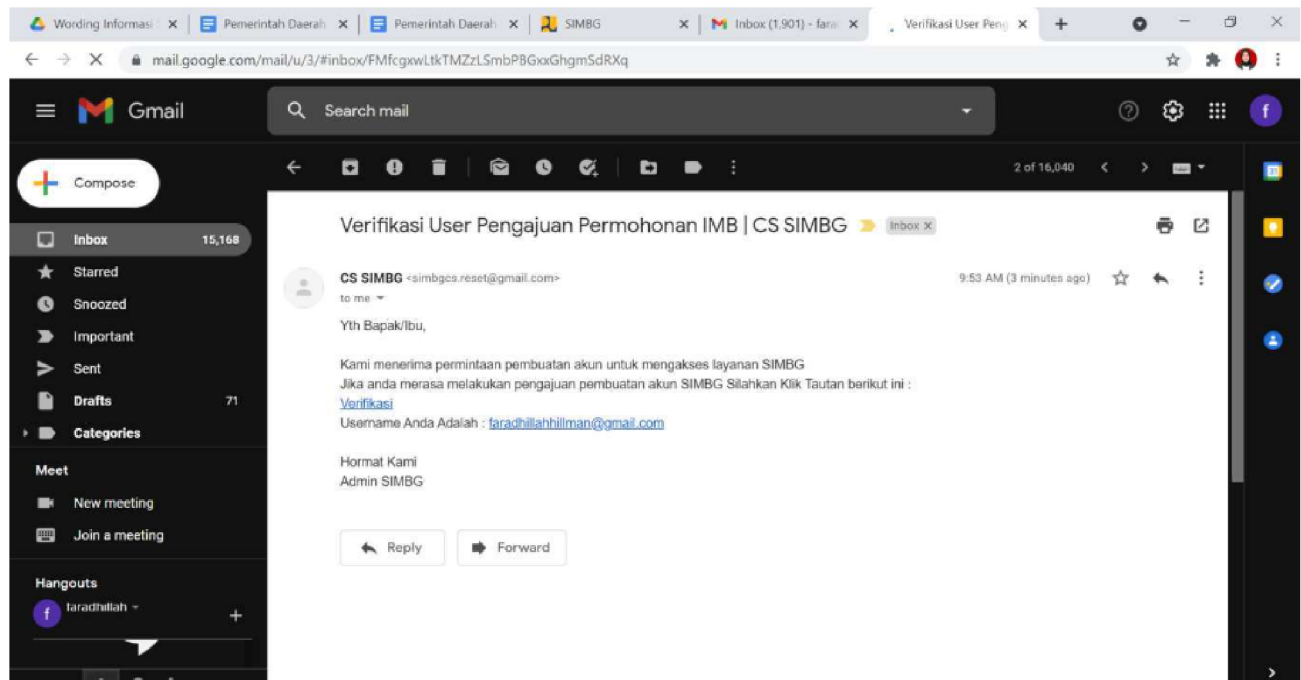 Wording Informasi
Pemerintah Daerah
Pemerintah Daerah
SIMBG
Inbox (1,901) - fara
Verifikasi User Peng
mail.google.com/mail/u/3/#inbox/FMfcgxwLtkTMZzLSmbPBGxxGhgmSdRXq
Gmail
Search mail
f
Compose
2 of 16,040
Verifikasi User Pengajuan Permohonan IMB | CS SIMBG
Inbox x
Inbox 15,168
Starred
Snoozed
Important
Sent
Drafts 71
Categories
CS SIMBG <simbgcs.reset@gmail.com>
9:53 AM (3 minutes ago)
to me
Yth Bapak/Ibu,
Kami menerima permintaan pembuatan akun untuk mengakses layanan SIMBG
Jika anda merasa melakukan pengajuan pembuatan akun SIMBG Silahkan Klik Tautan berikut ini :
Verifikasi
Username Anda Adalah : faradhillahhillman@gmail.com
Hormat Kami
Admin SIMBG
Reply
Forward
Meet
New meeting
Join a meeting
Hangouts
f
faradhillah